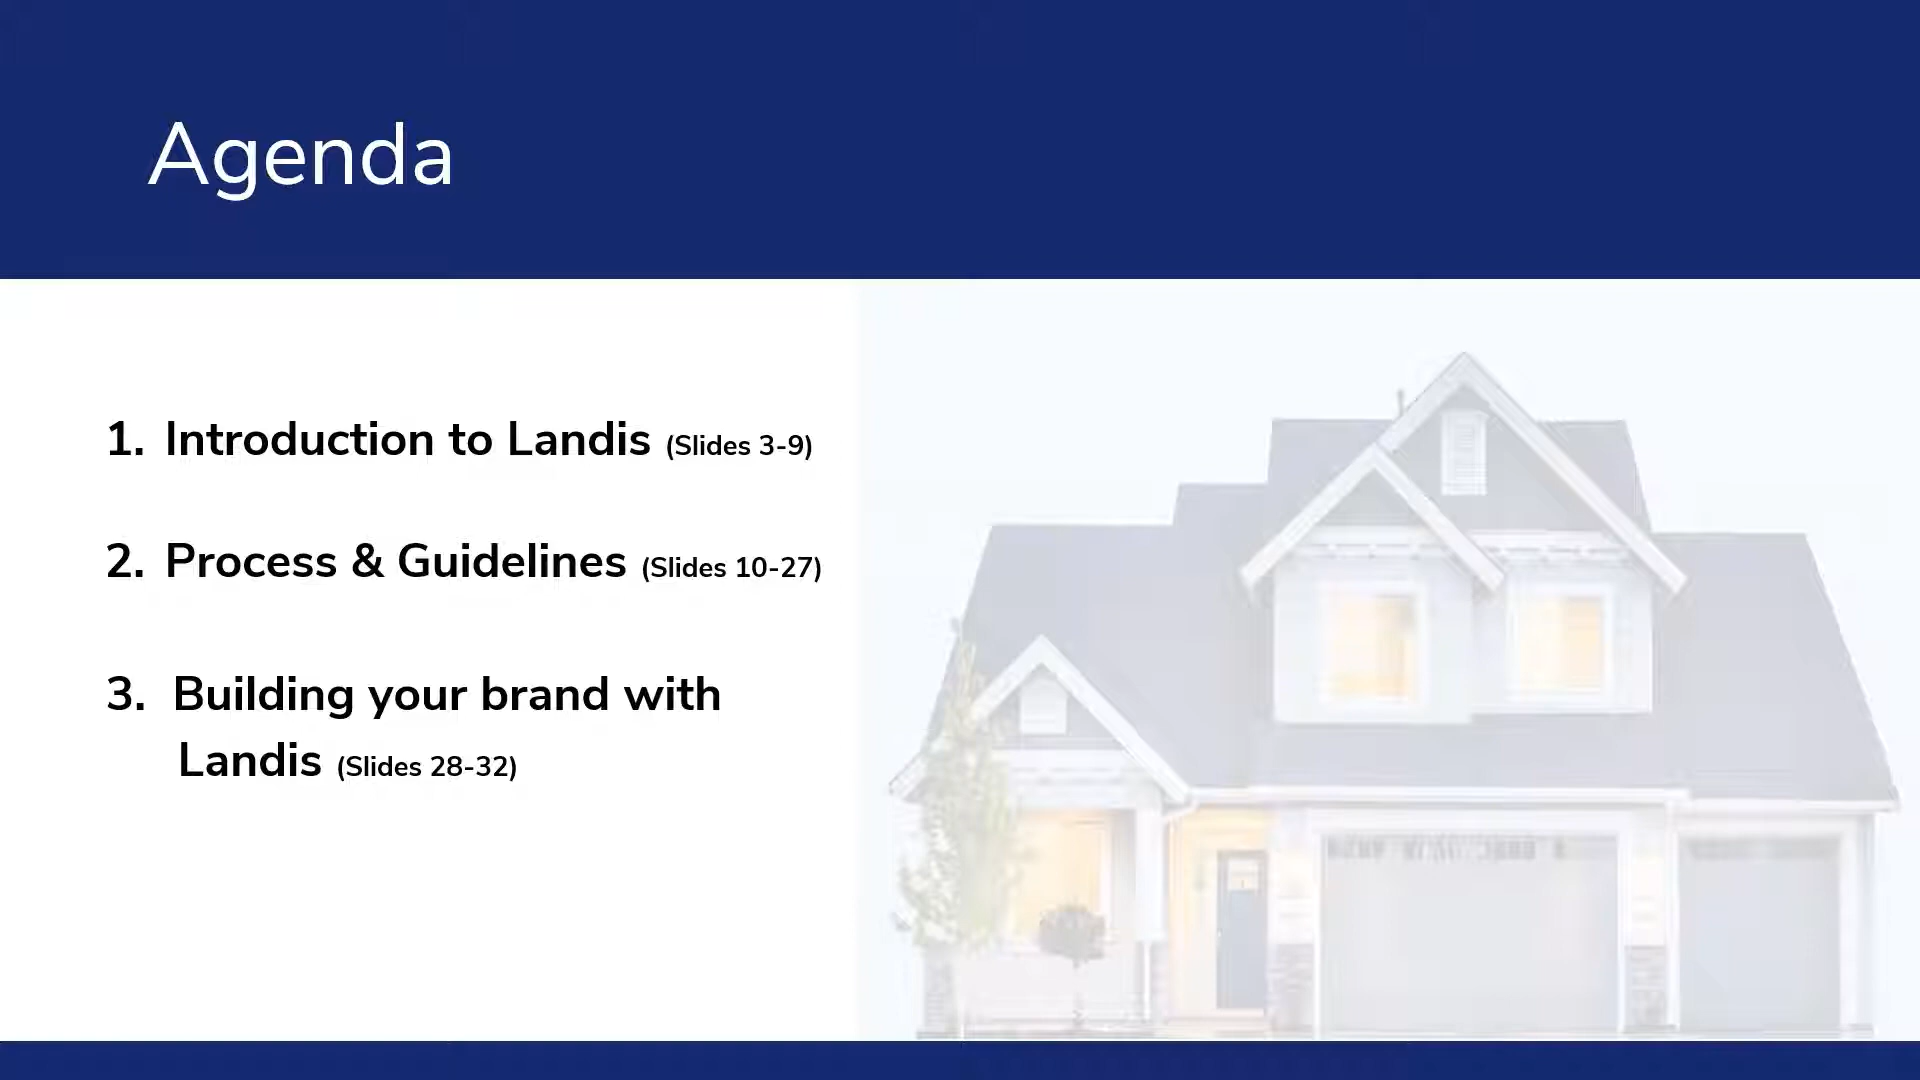 Agenda
1. Introduction to Landis (Slides 3-9)
2. Process & Guidelines (Slides 10-27)
3. Building your brand with
Landis (Slides 28-32)